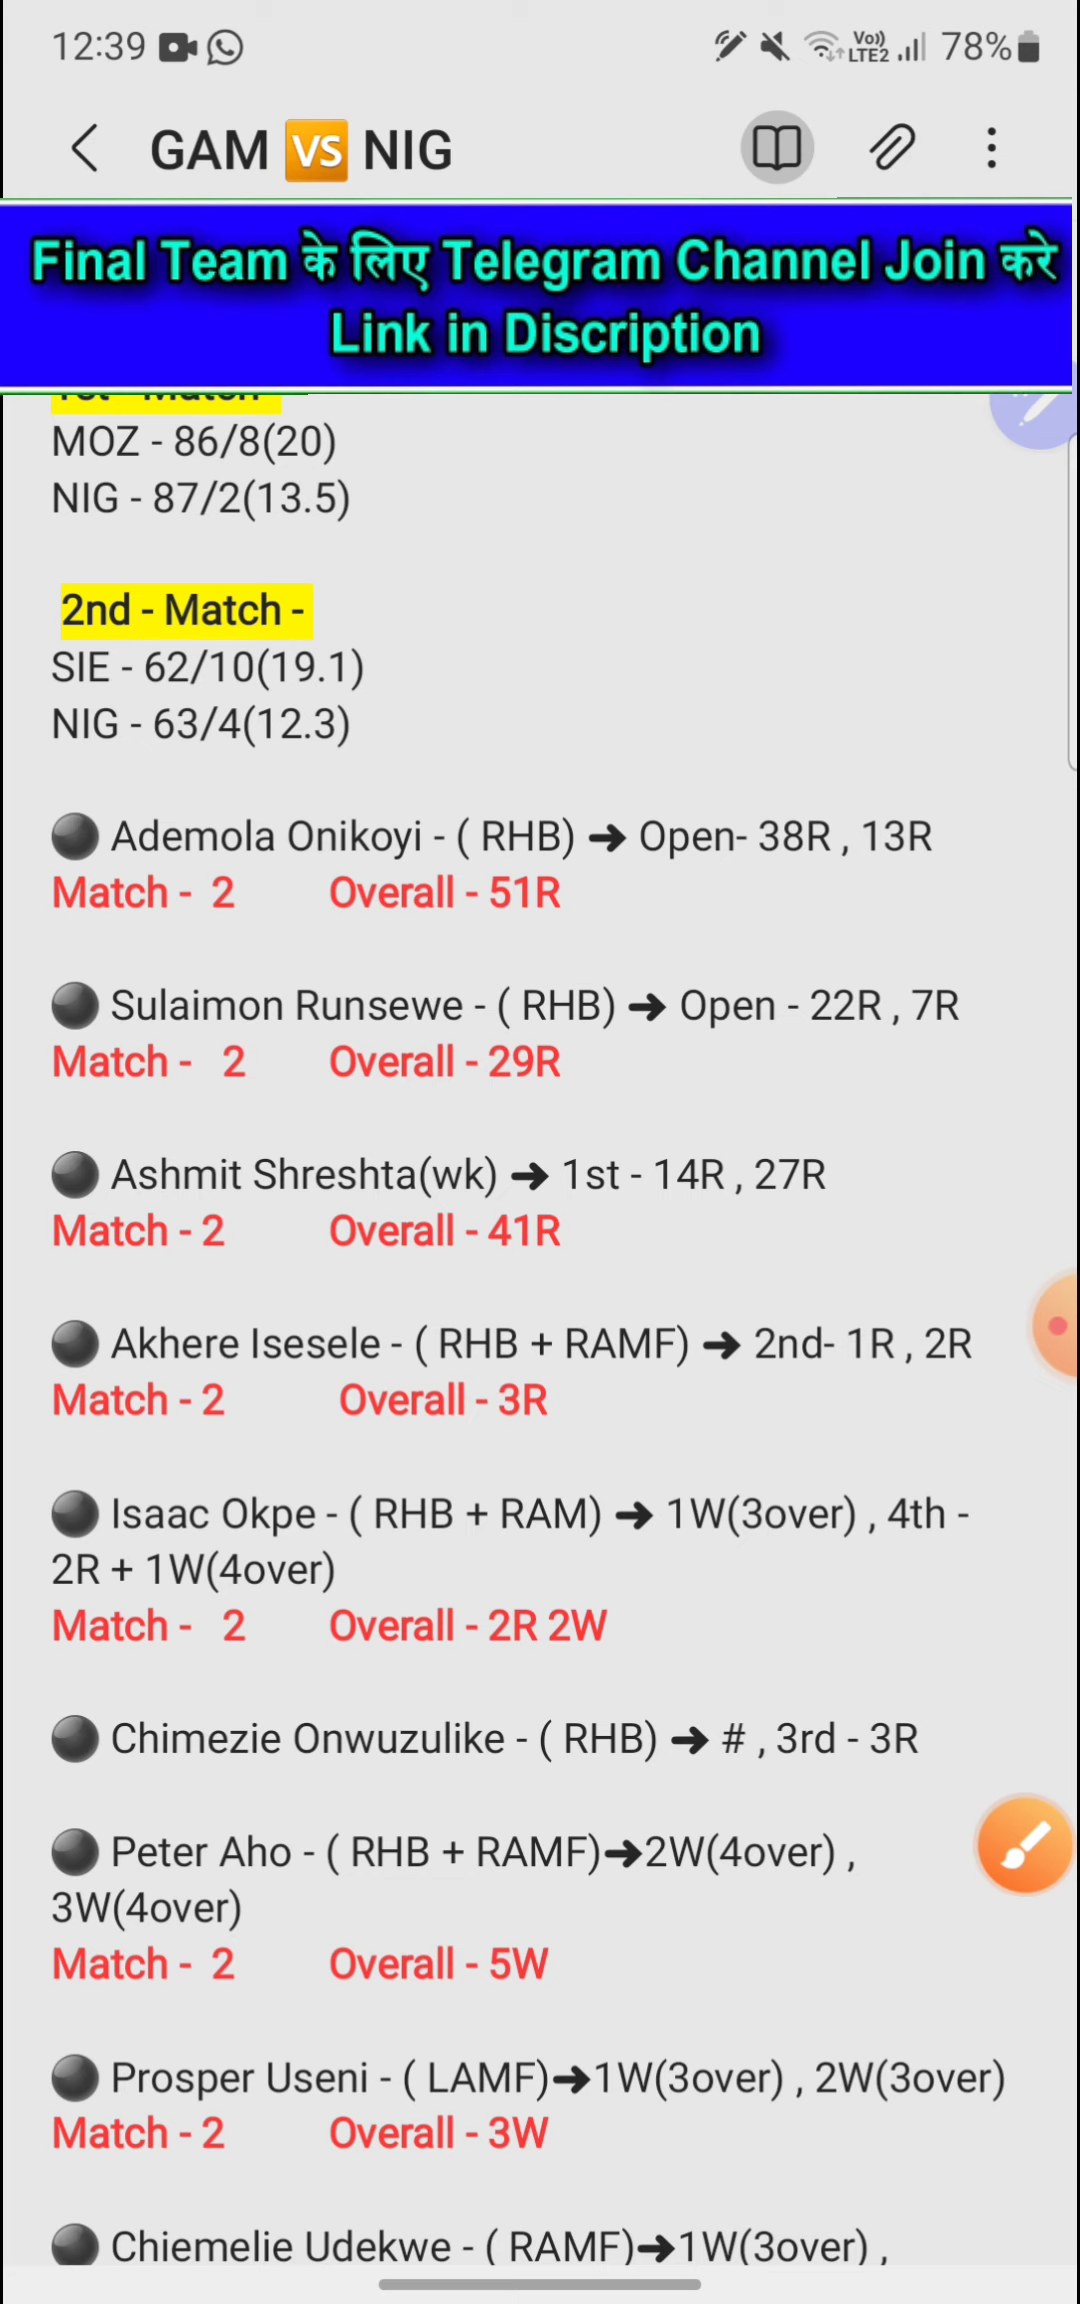 12:39 Vo)) LTE2 78%
GAM VS NIG
Final Team के लिए Telegram Channel Join करे
Link in Discription
1st - Match -
MOZ - 86/8(20)
NIG - 87/2(13.5)
2nd - Match -
SIE - 62/10(19.1)
NIG - 63/4(12.3)
Ademola Onikoyi - ( RHB) ➔ Open- 38R , 13R
Match - 2 Overall - 51R
Sulaimon Runsewe - ( RHB) ➔ Open - 22R , 7R
Match - 2 Overall - 29R
Ashmit Shreshta(wk) ➔ 1st - 14R , 27R
Match - 2 Overall - 41R
Akhere Isesele - ( RHB + RAMF) ➔ 2nd- 1R , 2R
Match - 2 Overall - 3R
Isaac Okpe - ( RHB + RAM) ➔ 1W(3over) , 4th -
2R + 1W(4over)
Match - 2 Overall - 2R 2W
Chimezie Onwuzulike - ( RHB) ➔ # , 3rd - 3R
Peter Aho - ( RHB + RAMF)➔2W(4over) ,
3W(4over)
Match - 2 Overall - 5W
Prosper Useni - ( LAMF)➔1W(3over) , 2W(3over)
Match - 2 Overall - 3W
Chiemelie Udekwe - ( RAMF)➔1W(3over) ,